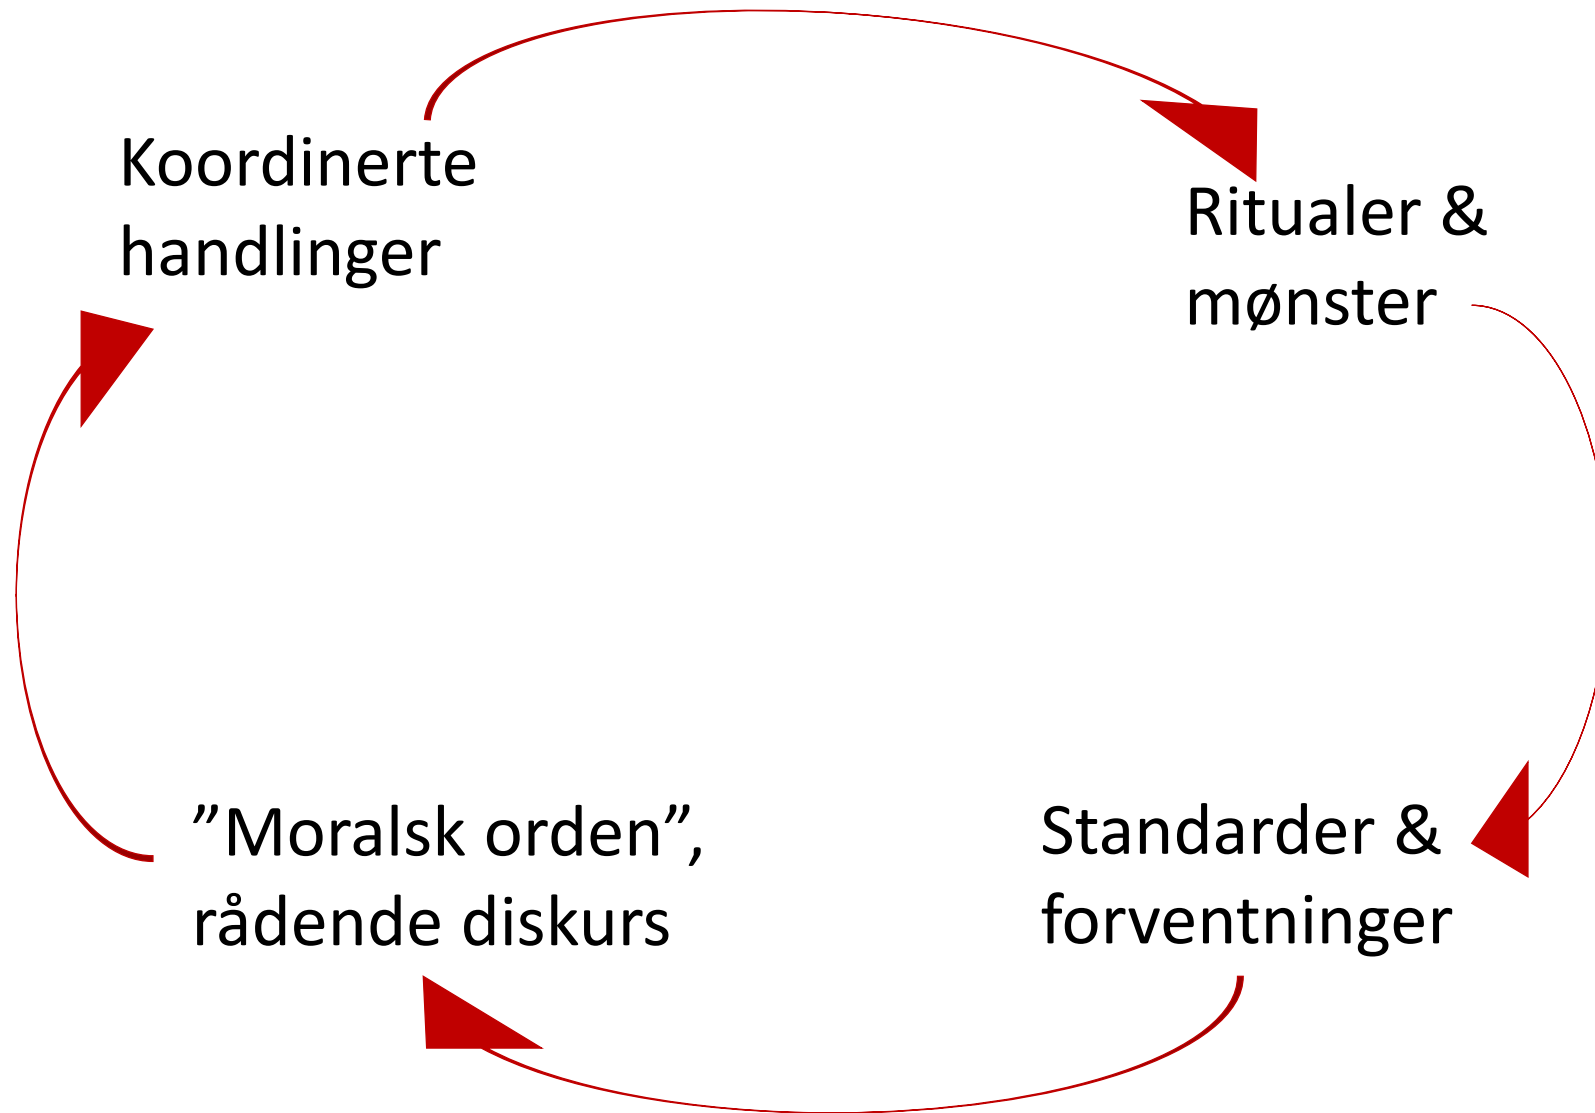 Koordinerte
handlinger
Ritualer &
mønster
”Moralsk orden”,
rådende diskurs
Standarder &
forventninger